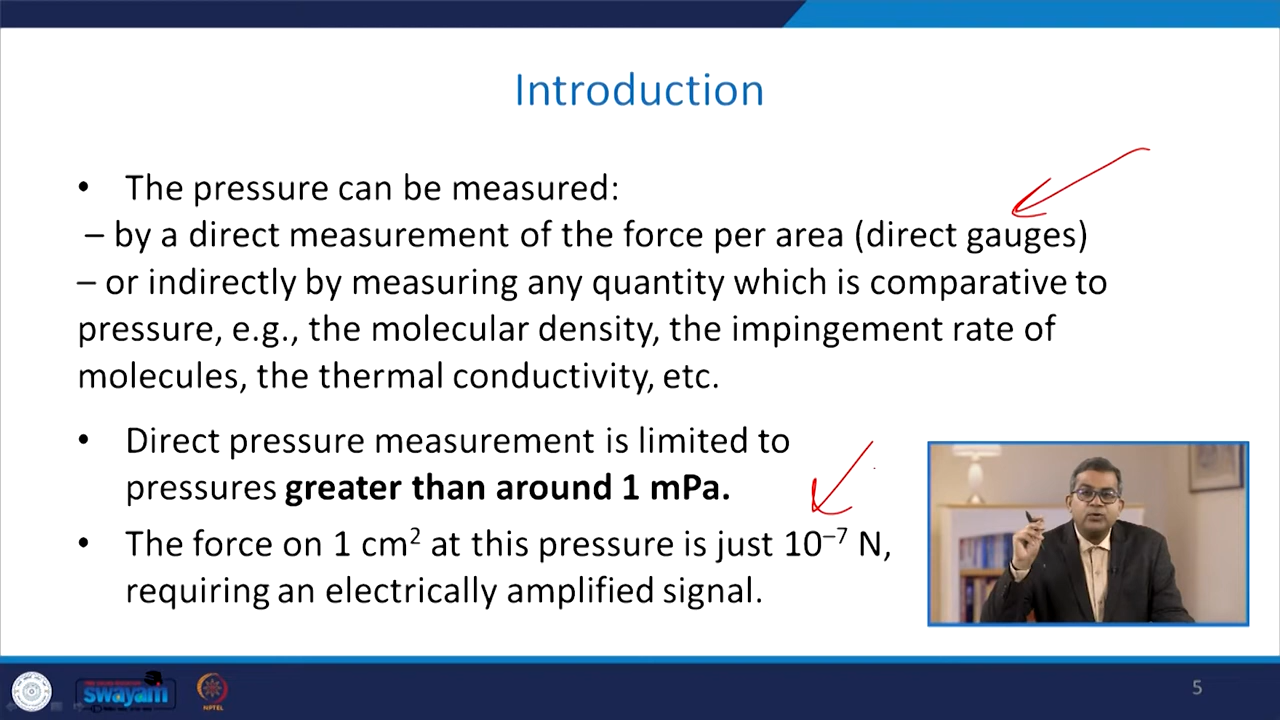 Introduction
• The pressure can be measured:
– by a direct measurement of the force per area (direct gauges)
– or indirectly by measuring any quantity which is comparative to
pressure, e.g., the molecular density, the impingement rate of
molecules, the thermal conductivity, etc.
• Direct pressure measurement is limited to
pressures greater than around 1 mPa.
• The force on 1 cm² at this pressure is just 10⁻⁷ N,
requiring an electrically amplified signal.
swayam
NPTEL
5